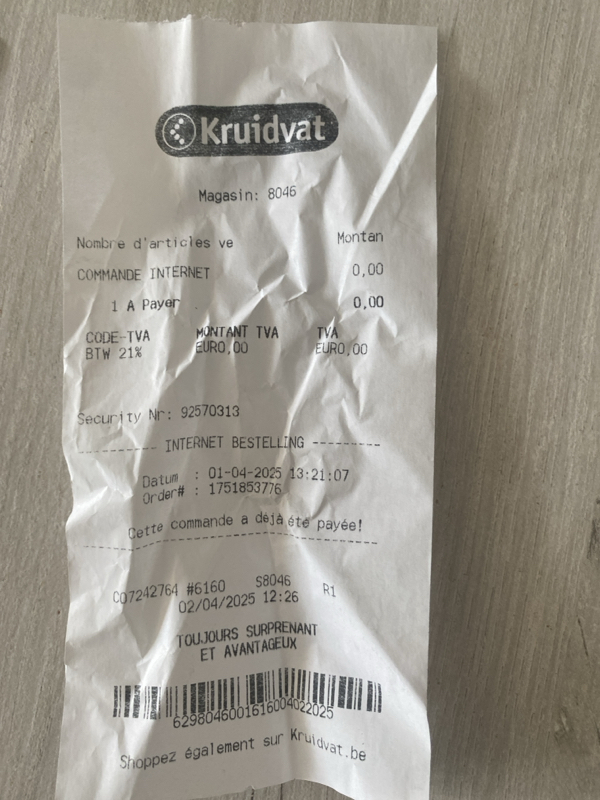 Kruidvat
Magasin: 8046
Nombre d'articles ve Montan
COMMANDE INTERNET 0,00
1 A Payer 0,00
CODE-TVA MONTANT TVA TVA
BTW 21% EURO,00 EURO,00
Security Nr: 92570313
---------- INTERNET BESTELLING ----------
Datum : 01-04-2025 13:21:07
Order# : 1751853776
Cette commande a déjà été payée!
C07242764 #6160 S8046 R1
02/04/2025 12:26
TOUJOURS SURPRENANT
ET AVANTAGEUX
6298046001616004022025
Shoppez également sur Kruidvat.be